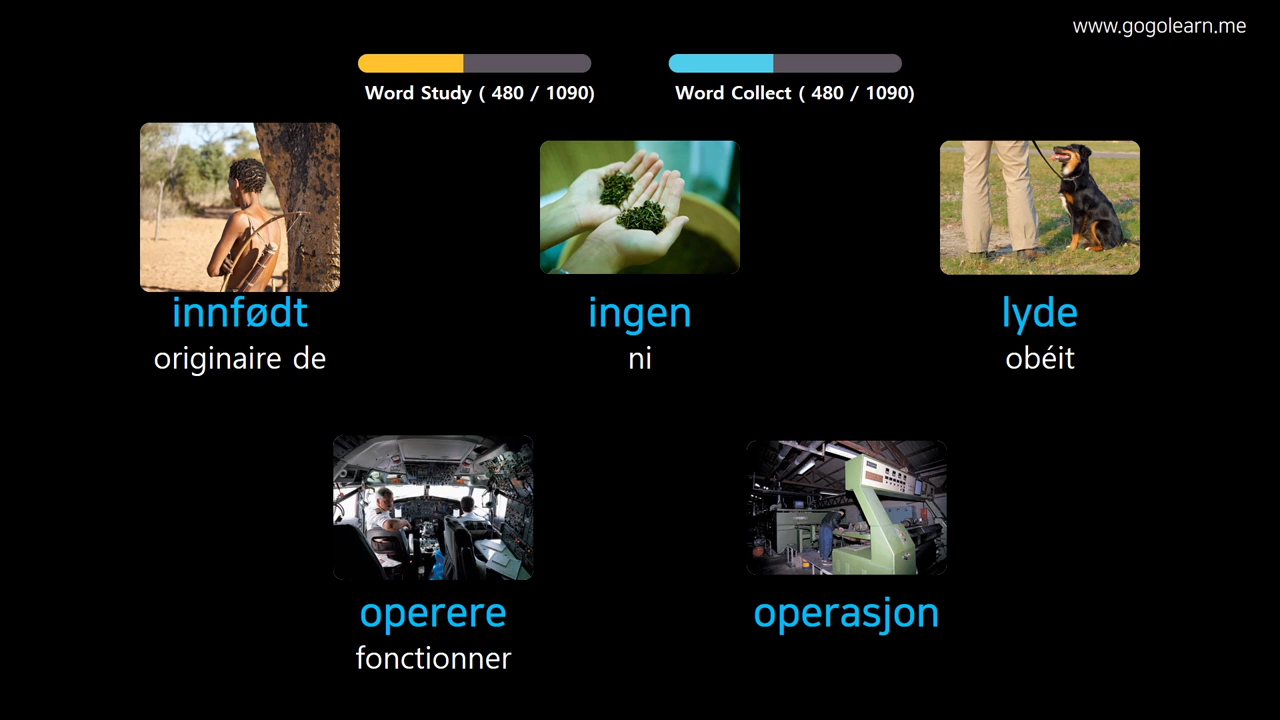 www.gogolearn.me
Word Study ( 480 / 1090)
Word Collect ( 480 / 1090)
innfødt
originaire de
ingen
ni
lyde
obéit
operere
fonctionner
operasjon